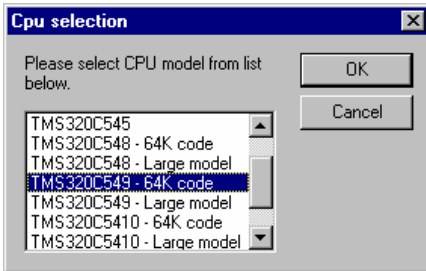 Cpu selection
Please select CPU model from list
below.
OK
Cancel
TMS320C545
TMS320C548 - 64K code
TMS320C548 - Large model
TMS320C549 - 64K code
TMS320C549 - Large model
TMS320C5410 - 64K code
TMS320C5410 - Large model